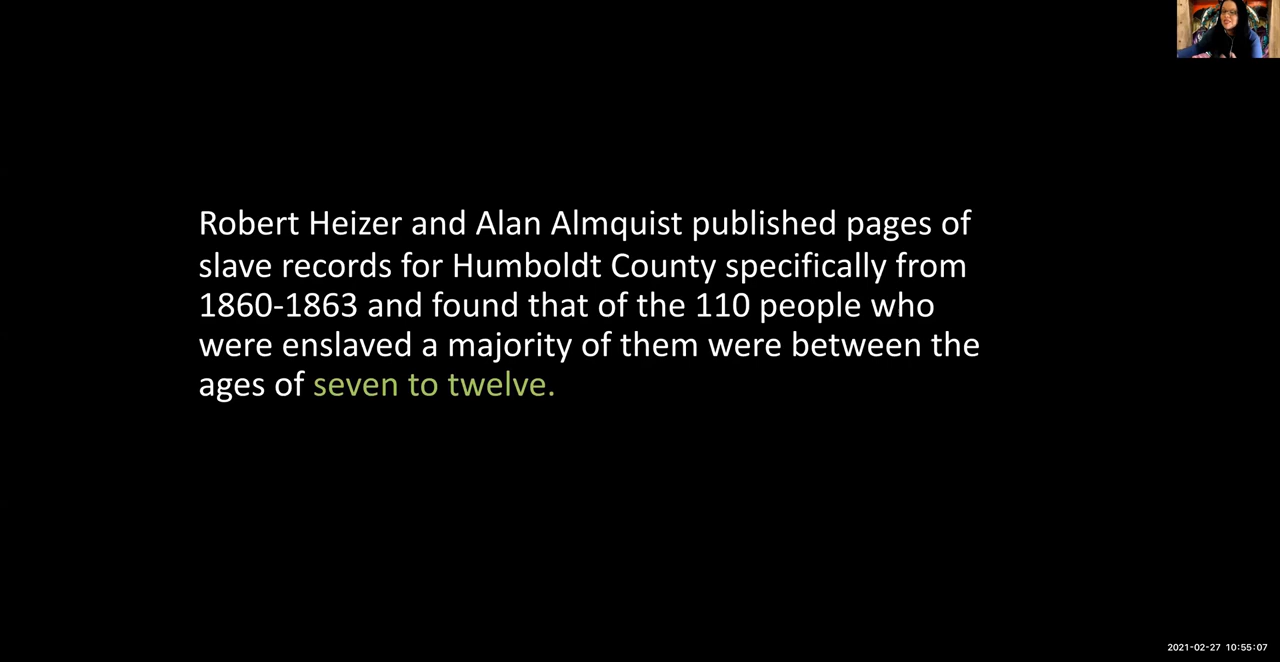 Robert Heizer and Alan Almquist published pages of
slave records for Humboldt County specifically from
1860-1863 and found that of the 110 people who
were enslaved a majority of them were between the
ages of seven to twelve.
2021-02-27 10:55:07